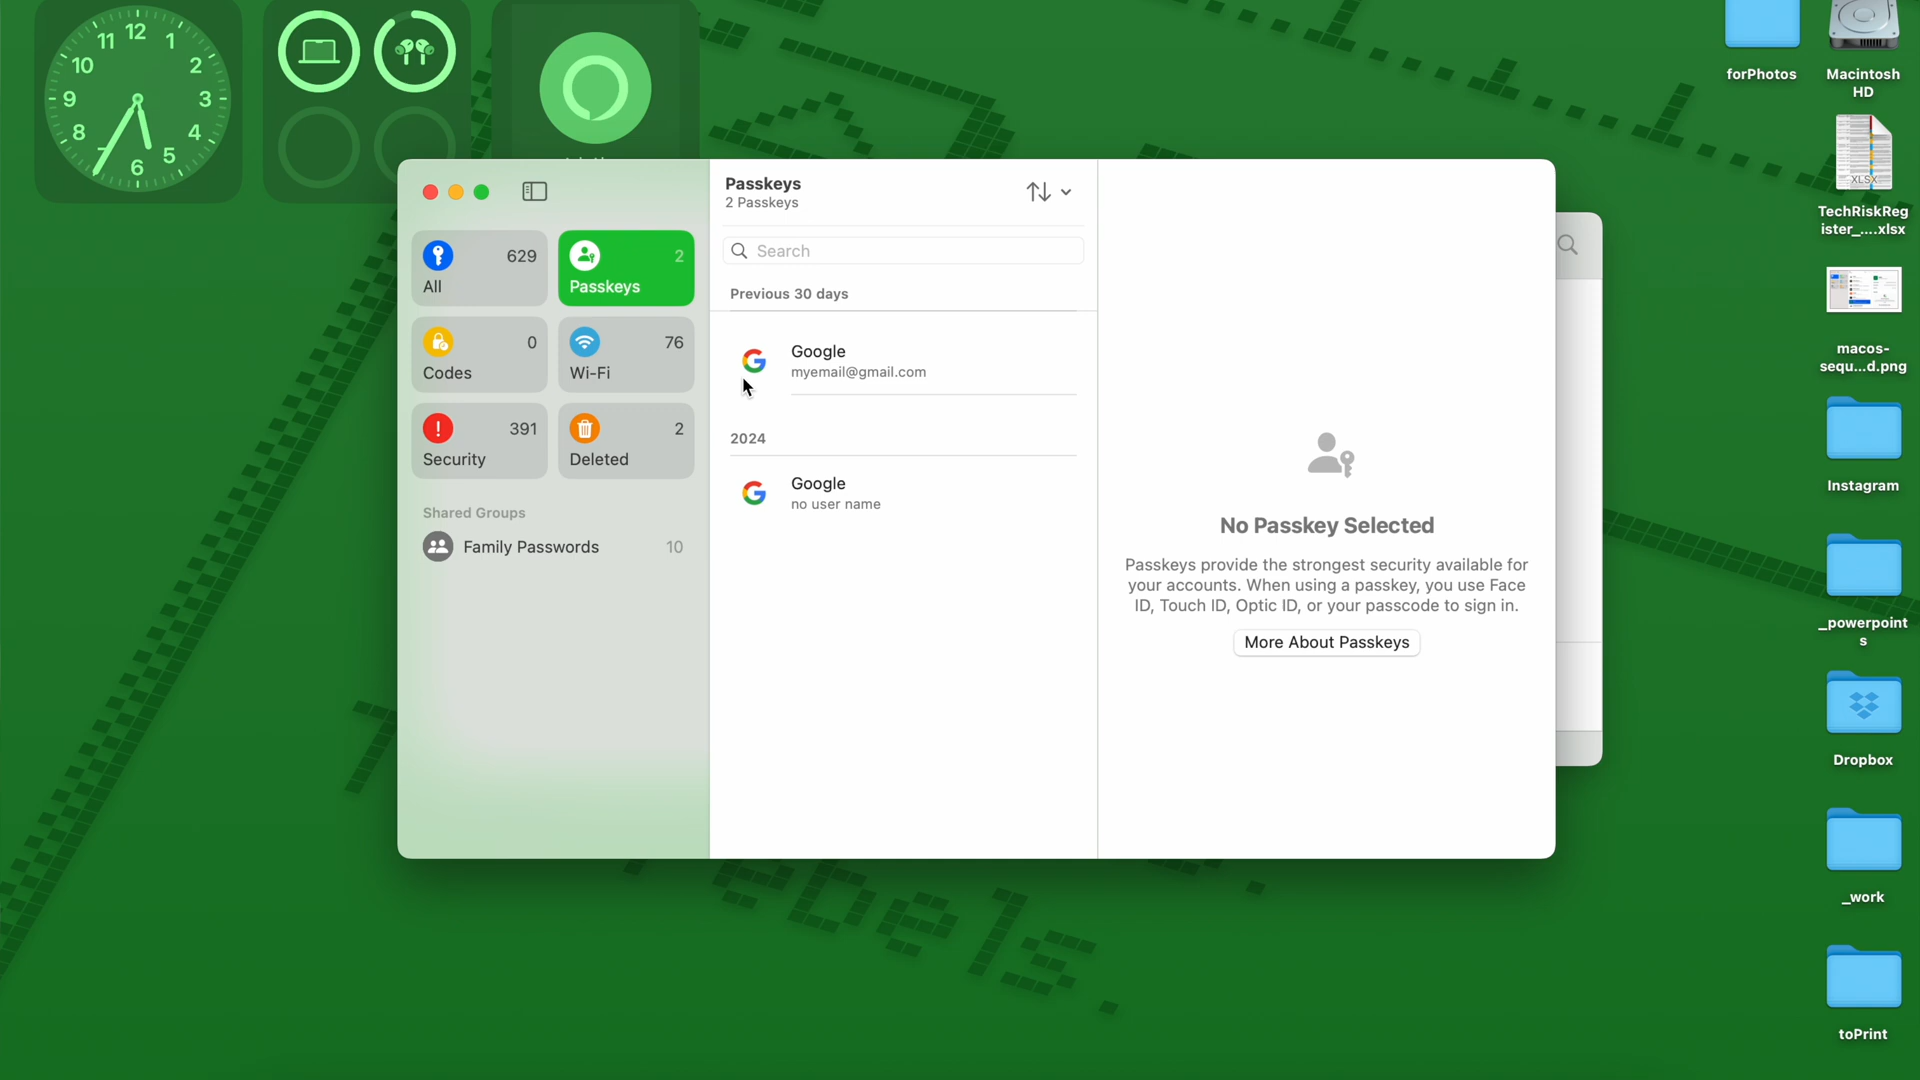 12
11
1
10
2
9
3
8
4
7
5
6
forPhotos
Macintosh
HD
XLSX
TechRiskReg
ister_....xlsx
macos-
sequ...d.png
Instagram
_powerpoint
s
Dropbox
_work
toPrint
629
All
2
Passkeys
0
Codes
76
Wi-Fi
391
Security
2
Deleted
Shared Groups
Family Passwords 10
Passkeys
2 Passkeys
Search
Previous 30 days
Google
myemail@gmail.com
2024
Google
no user name
No Passkey Selected
Passkeys provide the strongest security available for
your accounts. When using a passkey, you use Face
ID, Touch ID, Optic ID, or your passcode to sign in.
More About Passkeys